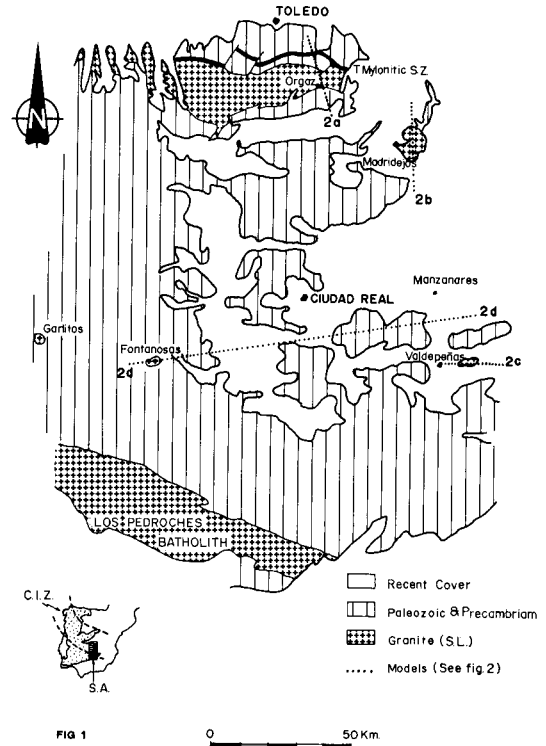 TOLEDO
T Mylonitic S.Z.
Orgaz
2a
N
Madridejos
2b
Manzanares
CIUDAD REAL
2d
Garlitos
Fontanosas
2d
Valdepeñas
2c
LOS PEDROCHES
BATHOLITH
Recent Cover
Paleozoic & Precambriam
Granite (S.L.)
Models (See fig. 2)
C.I.Z.
S.A.
FIG 1
0 50 Km.